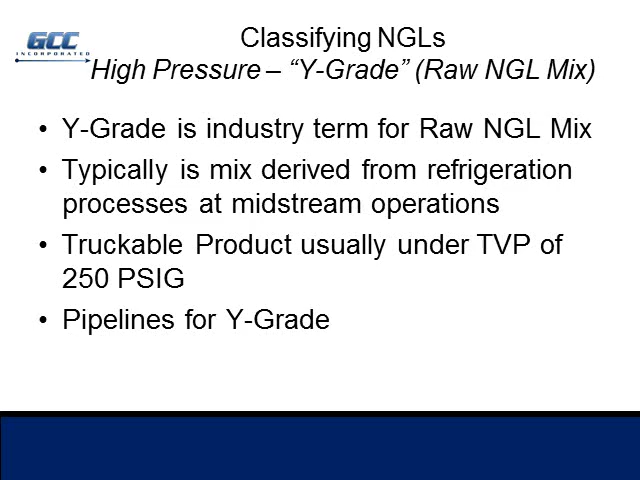 GCC
INCORPORATED
Classifying NGLs
High Pressure – “Y-Grade” (Raw NGL Mix)
• Y-Grade is industry term for Raw NGL Mix
• Typically is mix derived from refrigeration
processes at midstream operations
• Truckable Product usually under TVP of
250 PSIG
• Pipelines for Y-Grade